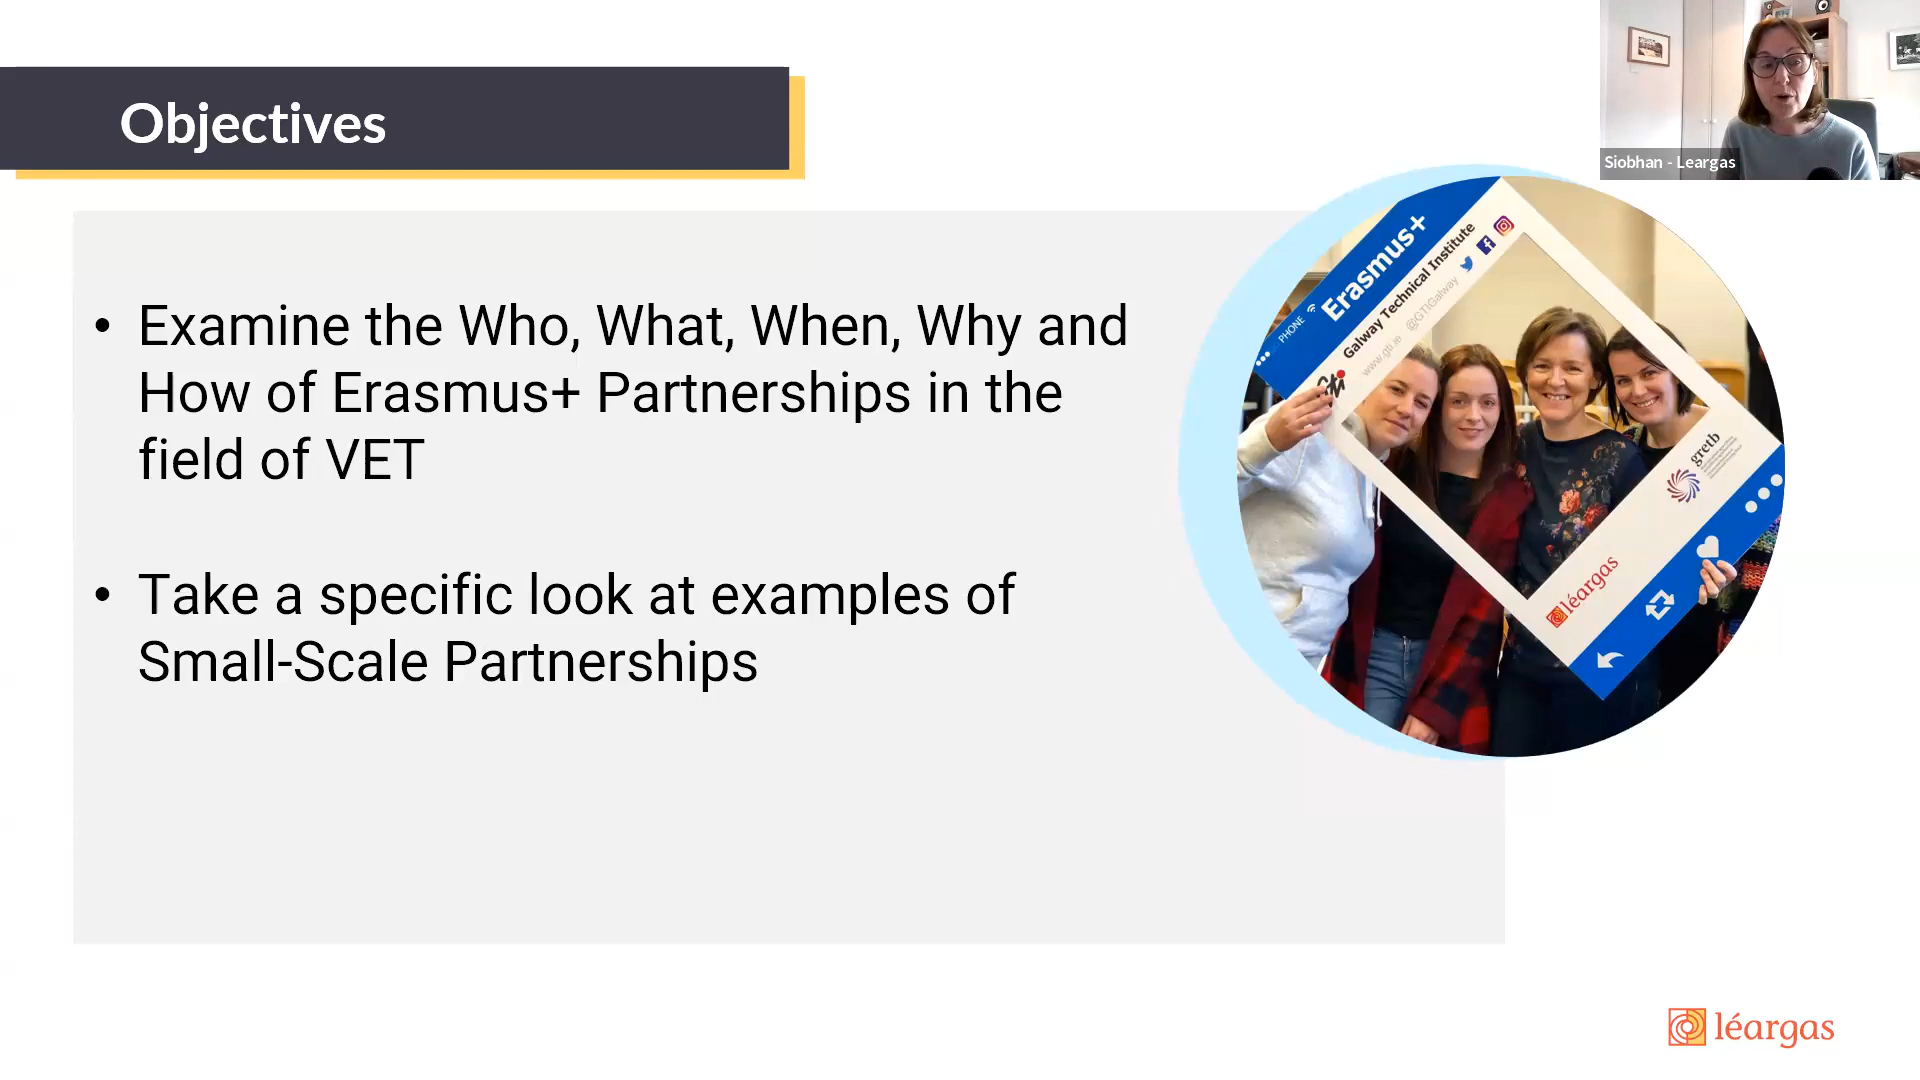 Objectives
Siobhan - Leargas
• Examine the Who, What, When, Why and
How of Erasmus+ Partnerships in the
field of VET
• Take a specific look at examples of
Small-Scale Partnerships
PHONE
Erasmus+
Galway Technical Institute
@GTIGalway
www.gti.ie
gti
gretb
léargas
léargas